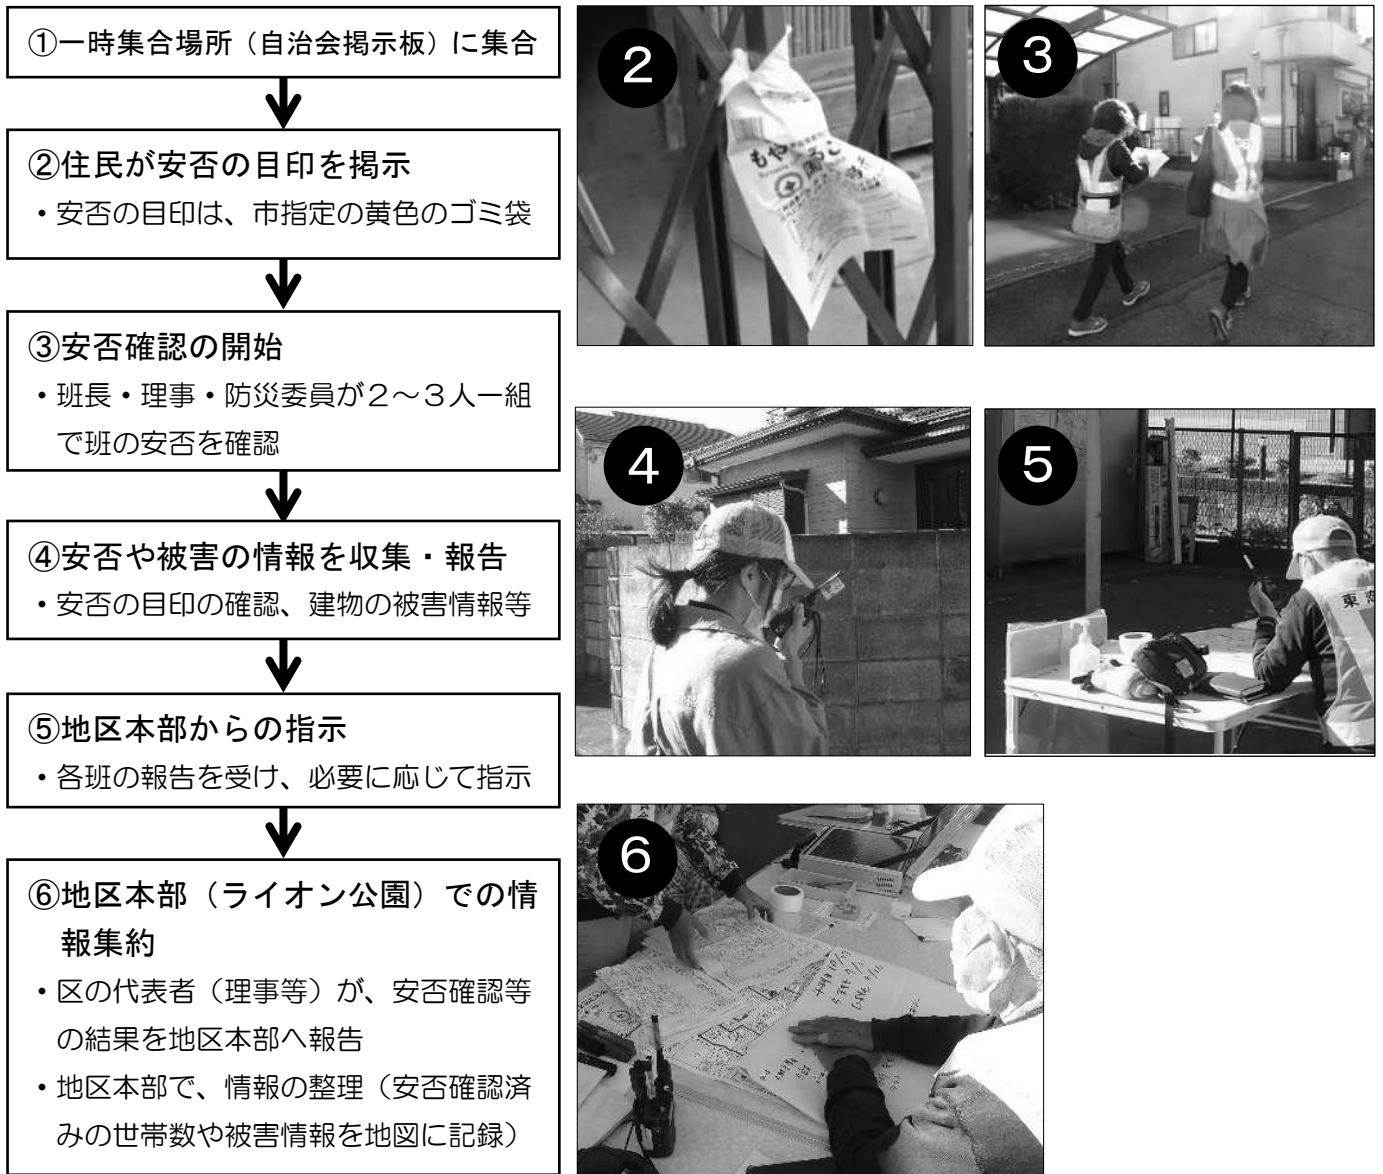 ①一時集合場所（自治会掲示板）に集合
②住民が安否の目印を掲示
・安否の目印は、市指定の黄色のゴミ袋
③安否確認の開始
・班長・理事・防災委員が２～３人一組
で班の安否を確認
④安否や被害の情報を収集・報告
・安否の目印の確認、建物の被害情報等
⑤地区本部からの指示
・各班の報告を受け、必要に応じて指示
⑥地区本部（ライオン公園）での情
報集約
・区の代表者（理事等）が、安否確認等
の結果を地区本部へ報告
・地区本部で、情報の整理（安否確認済
みの世帯数や被害情報を地図に記録）
2
もや
3
4
5
東
6